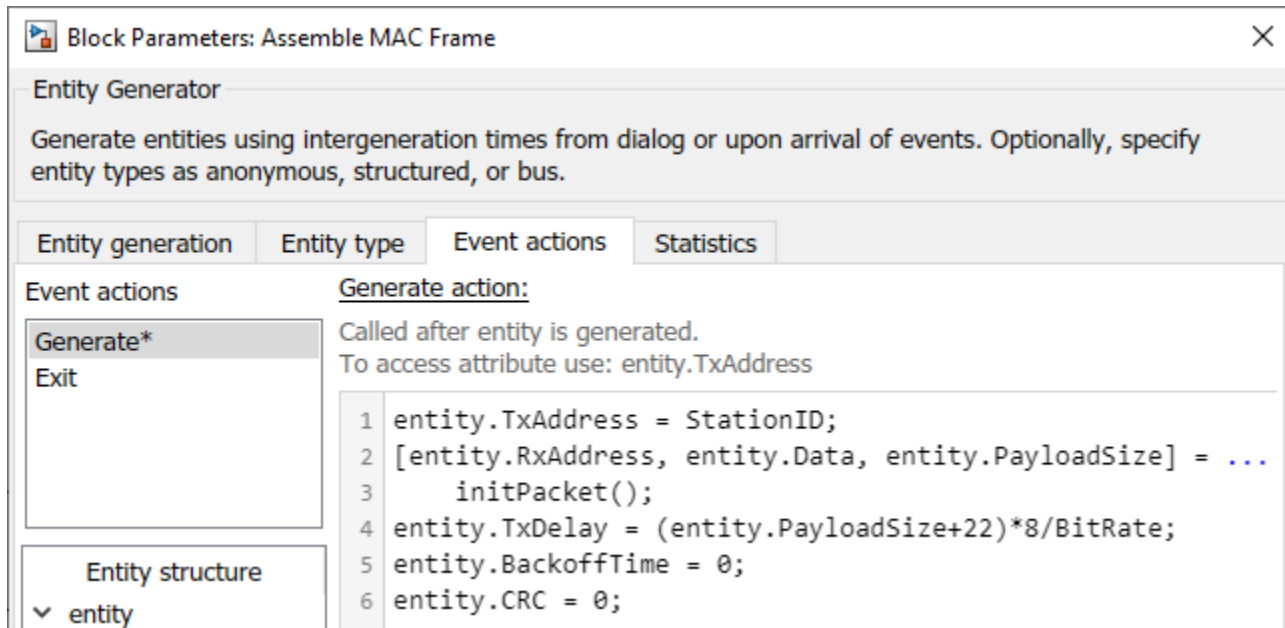 Block Parameters: Assemble MAC Frame
Entity Generator
Generate entities using intergeneration times from dialog or upon arrival of events. Optionally, specify
entity types as anonymous, structured, or bus.
Entity generation
Entity type
Event actions
Statistics
Event actions
Generate*
Exit
Entity structure
entity
Generate action:
Called after entity is generated.
To access attribute use: entity.TxAddress
1 entity.TxAddress = StationID;
2 [entity.RxAddress, entity.Data, entity.PayloadSize] = ...
3     initPacket();
4 entity.TxDelay = (entity.PayloadSize+22)*8/BitRate;
5 entity.BackoffTime = 0;
6 entity.CRC = 0;